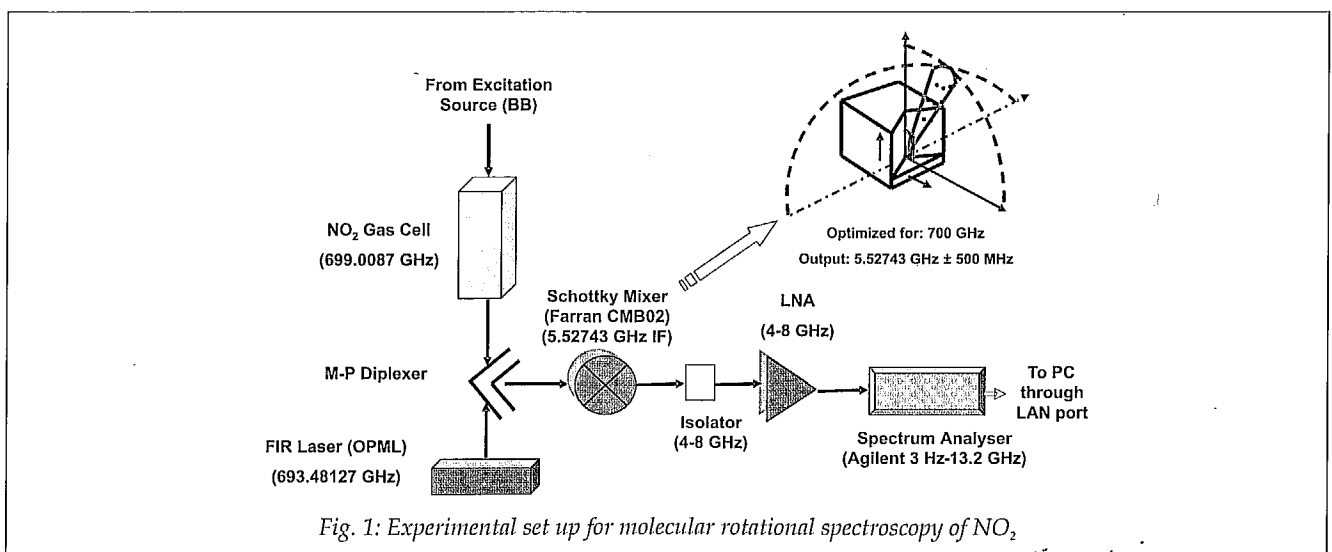 From Excitation
Source (BB)
NO₂ Gas Cell
(699.0087 GHz)
Optimized for: 700 GHz
Output: 5.52743 GHz ± 500 MHz
Schottky Mixer
(Farran CMB02)
(5.52743 GHz IF)
LNA
(4-8 GHz)
M-P Diplexer
To PC
through
LAN port
Isolator
(4-8 GHz)
FIR Laser (OPML)
(693.48127 GHz)
Spectrum Analyser
(Agilent 3 Hz-13.2 GHz)
Fig. 1: Experimental set up for molecular rotational spectroscopy of NO₂